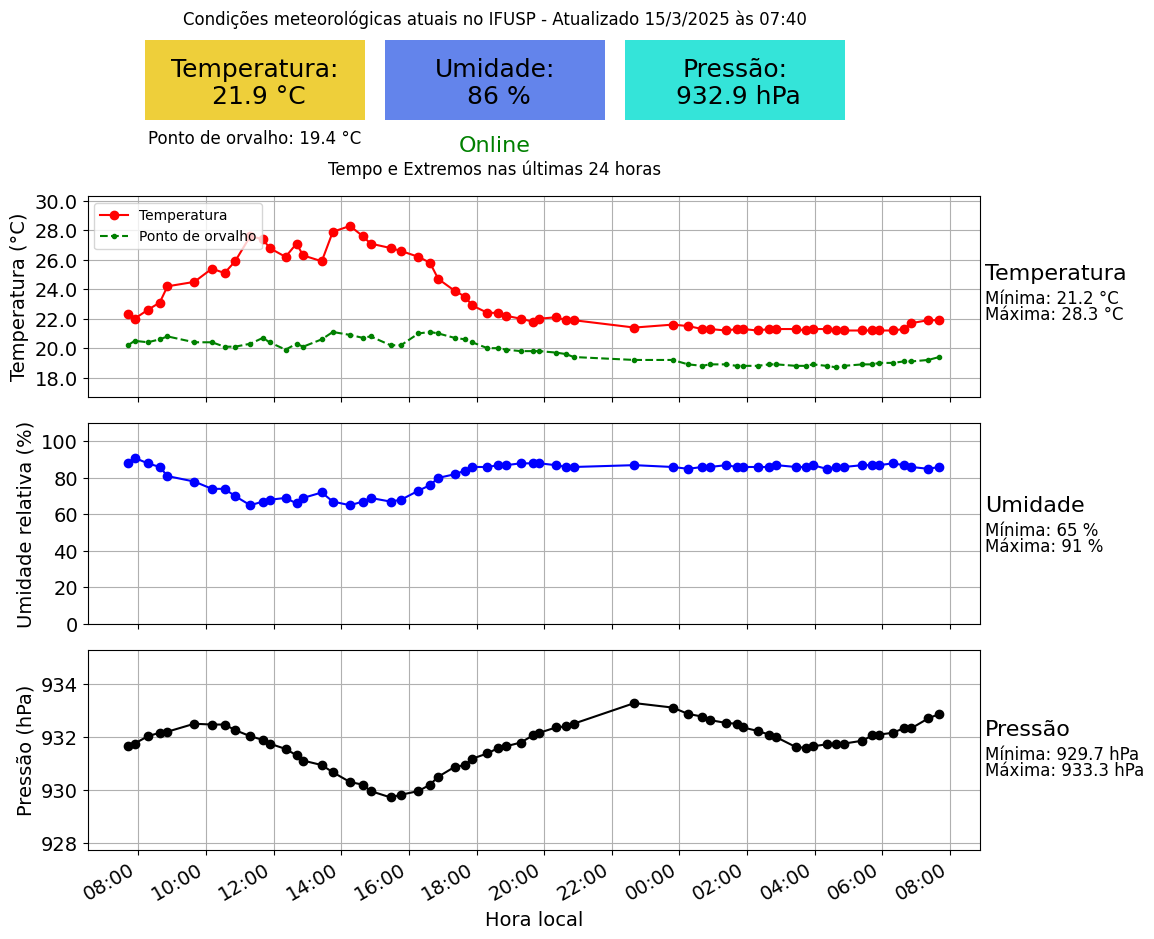 Condições meteorológicas atuais no IFUSP - Atualizado 15/3/2025 às 07:40
Temperatura:
21.9 °C
Umidade:
86 %
Pressão:
932.9 hPa
Ponto de orvalho: 19.4 °C
Online
Tempo e Extremos nas últimas 24 horas
Temperatura (°C)
30.0
28.0
26.0
24.0
22.0
20.0
18.0
Temperatura
Ponto de orvalho
Temperatura
Mínima: 21.2 °C
Máxima: 28.3 °C
Umidade relativa (%)
100
80
60
40
20
0
Umidade
Mínima: 65 %
Máxima: 91 %
Pressão (hPa)
934
932
930
928
Pressão
Mínima: 929.7 hPa
Máxima: 933.3 hPa
08:00 10:00 12:00 14:00 16:00 18:00 20:00 22:00 00:00 02:00 04:00 06:00 08:00
Hora local